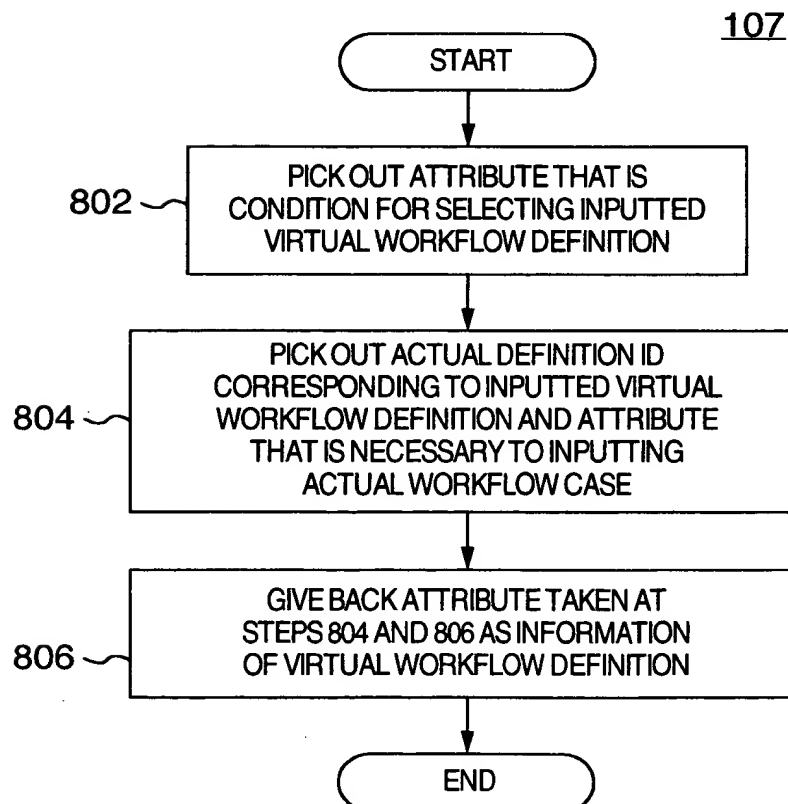 107
START
802
PICK OUT ATTRIBUTE THAT IS
CONDITION FOR SELECTING INPUTTED
VIRTUAL WORKFLOW DEFINITION
804
PICK OUT ACTUAL DEFINITION ID
CORRESPONDING TO INPUTTED VIRTUAL
WORKFLOW DEFINITION AND ATTRIBUTE
THAT IS NECESSARY TO INPUTTING
ACTUAL WORKFLOW CASE
806
GIVE BACK ATTRIBUTE TAKEN AT
STEPS 804 AND 806 AS INFORMATION
OF VIRTUAL WORKFLOW DEFINITION
END